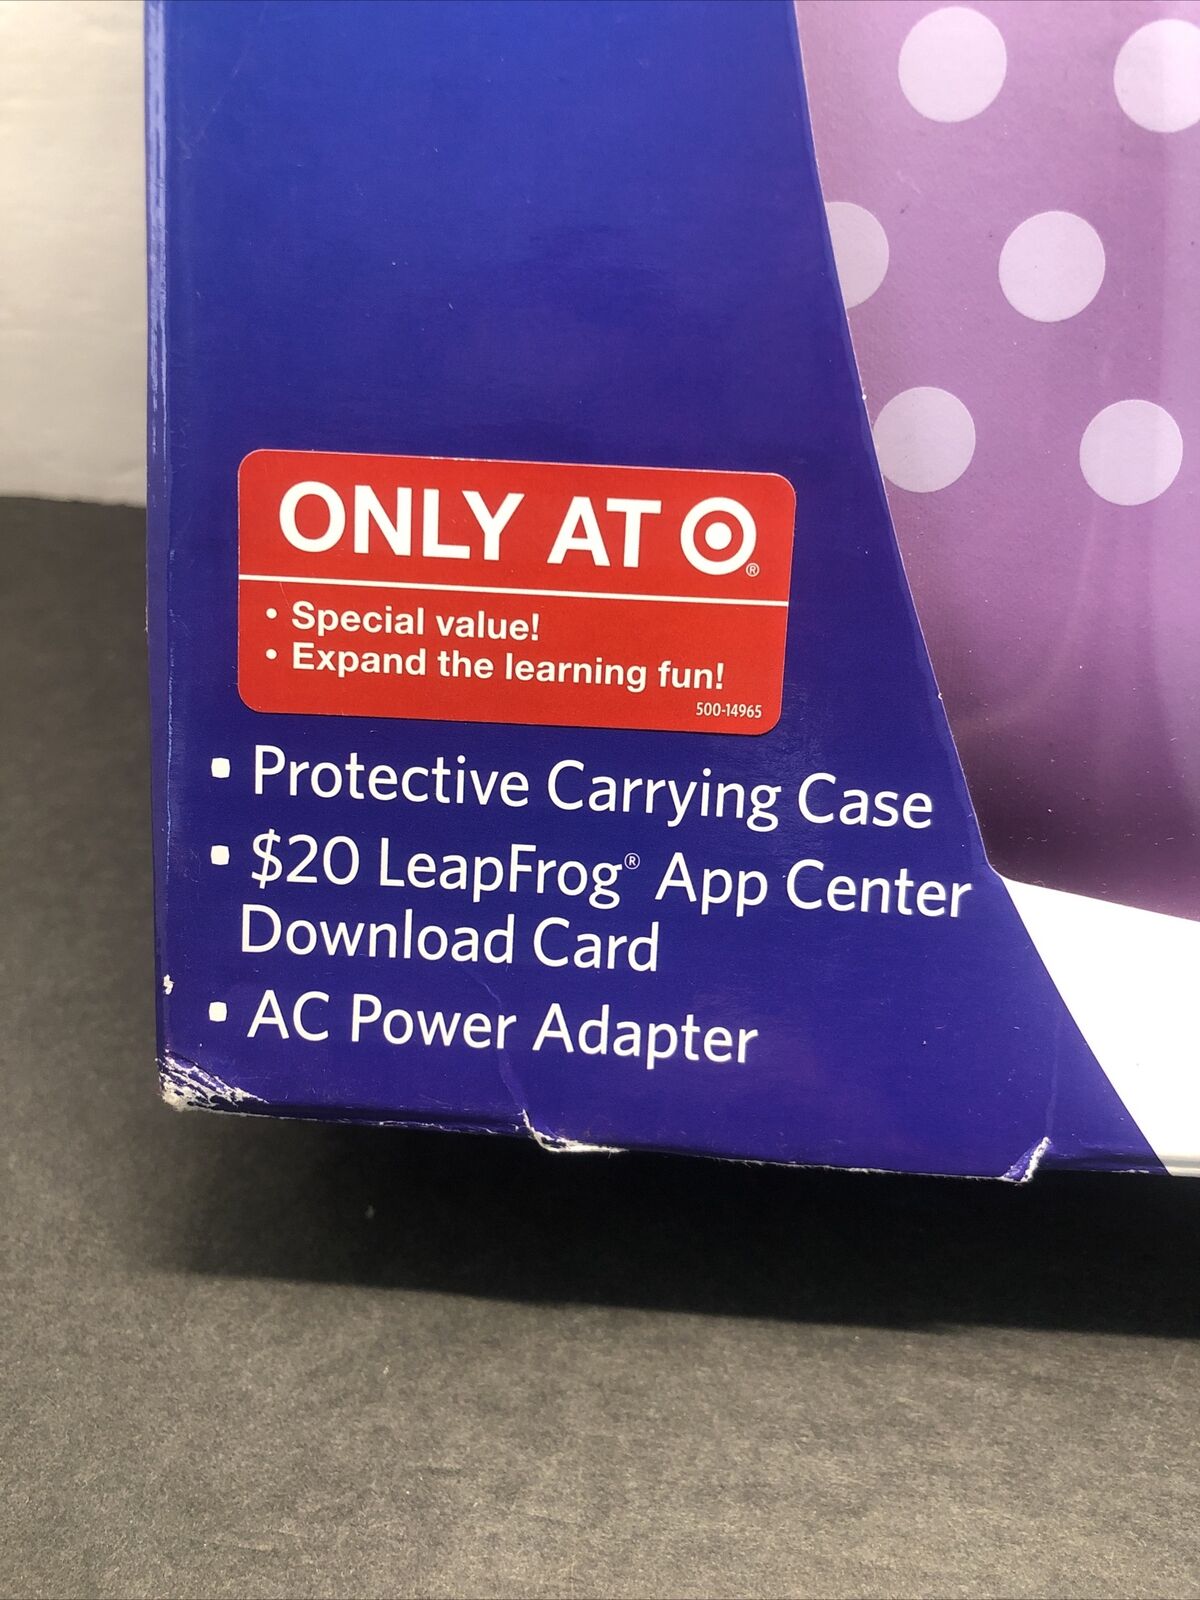 ONLY AT
®
• Special value!
• Expand the learning fun!
500-14965
▪ Protective Carrying Case
▪ $20 LeapFrog® App Center
Download Card
▪ AC Power Adapter